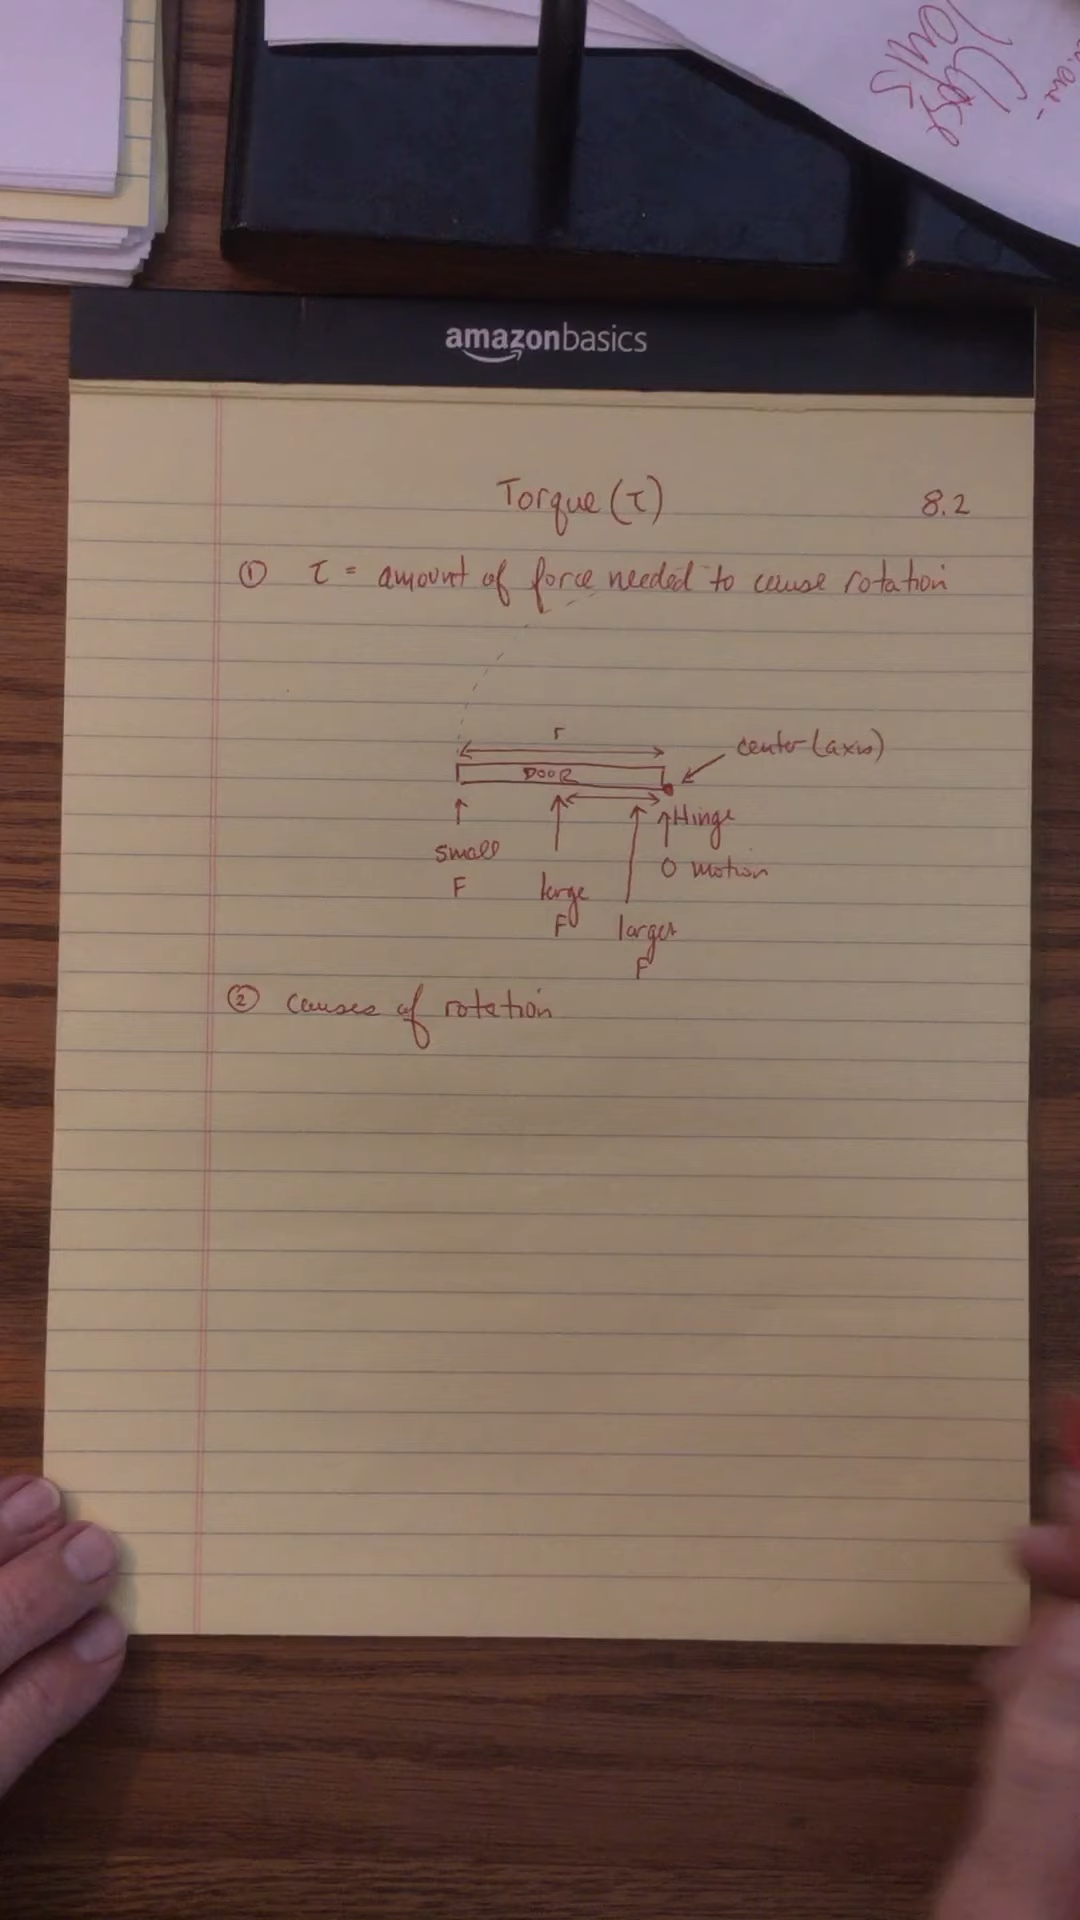 close
amazonbasics
Torque (τ) 8.2
① τ = amount of force needed to cause rotation
r
center (axis)
DOOR
Hinge
small
F
0 motion
large
F
larger
F
② causes of rotation